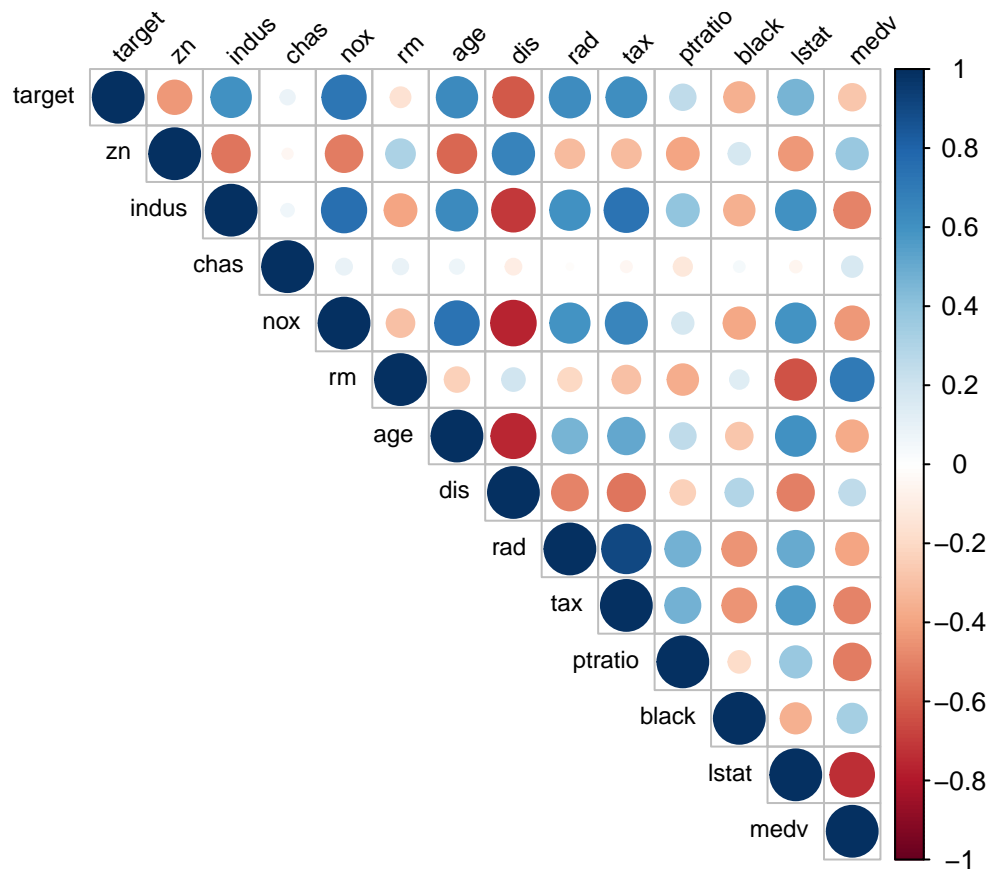 target zn indus chas nox rm age dis rad tax ptratio black lstat medv
target
zn
indus
chas
nox
rm
age
dis
rad
tax
ptratio
black
lstat
medv
1
0.8
0.6
0.4
0.2
0
−0.2
−0.4
−0.6
−0.8
−1